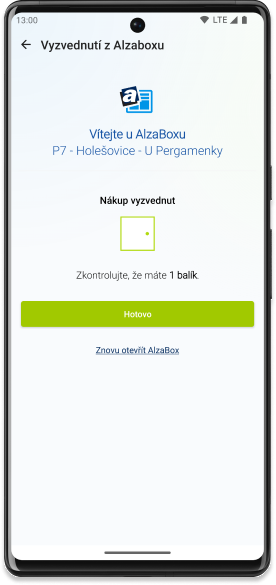 13:00 LTE
Vyzvednutí z Alzaboxu
a
Vítejte u AlzaBoxu
P7 - Holešovice - U Pergamenky
Nákup vyzvednut
Zkontrolujte, že máte 1 balík.
Hotovo
Znovu otevřít AlzaBox